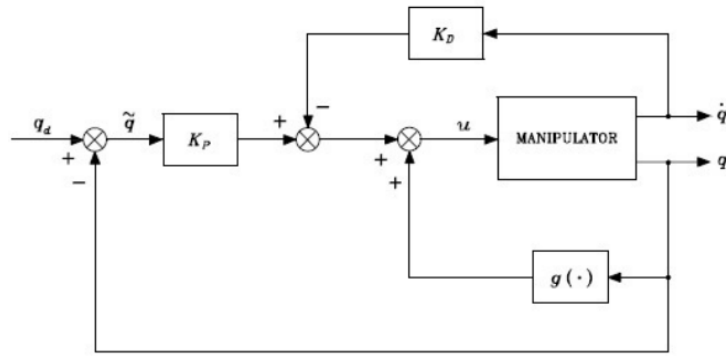 K_D
−
q̇
q_d
q̃
K_P
+
+
u
MANIPULATOR
+
−
+
+
q
g (·)